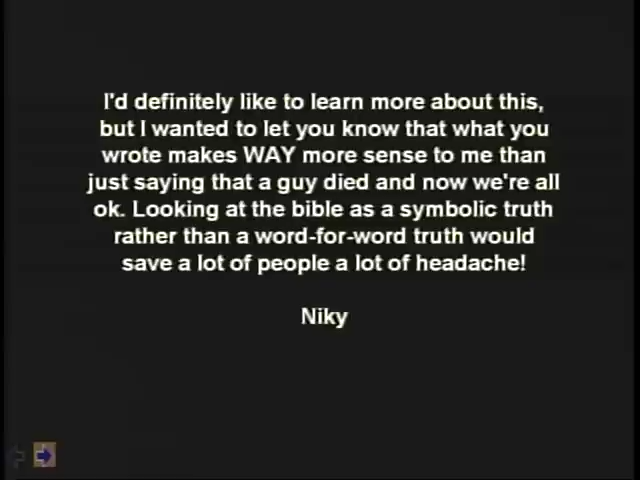 I'd definitely like to learn more about this,
but I wanted to let you know that what you
wrote makes WAY more sense to me than
just saying that a guy died and now we're all
ok. Looking at the bible as a symbolic truth
rather than a word-for-word truth would
save a lot of people a lot of headache!
Niky